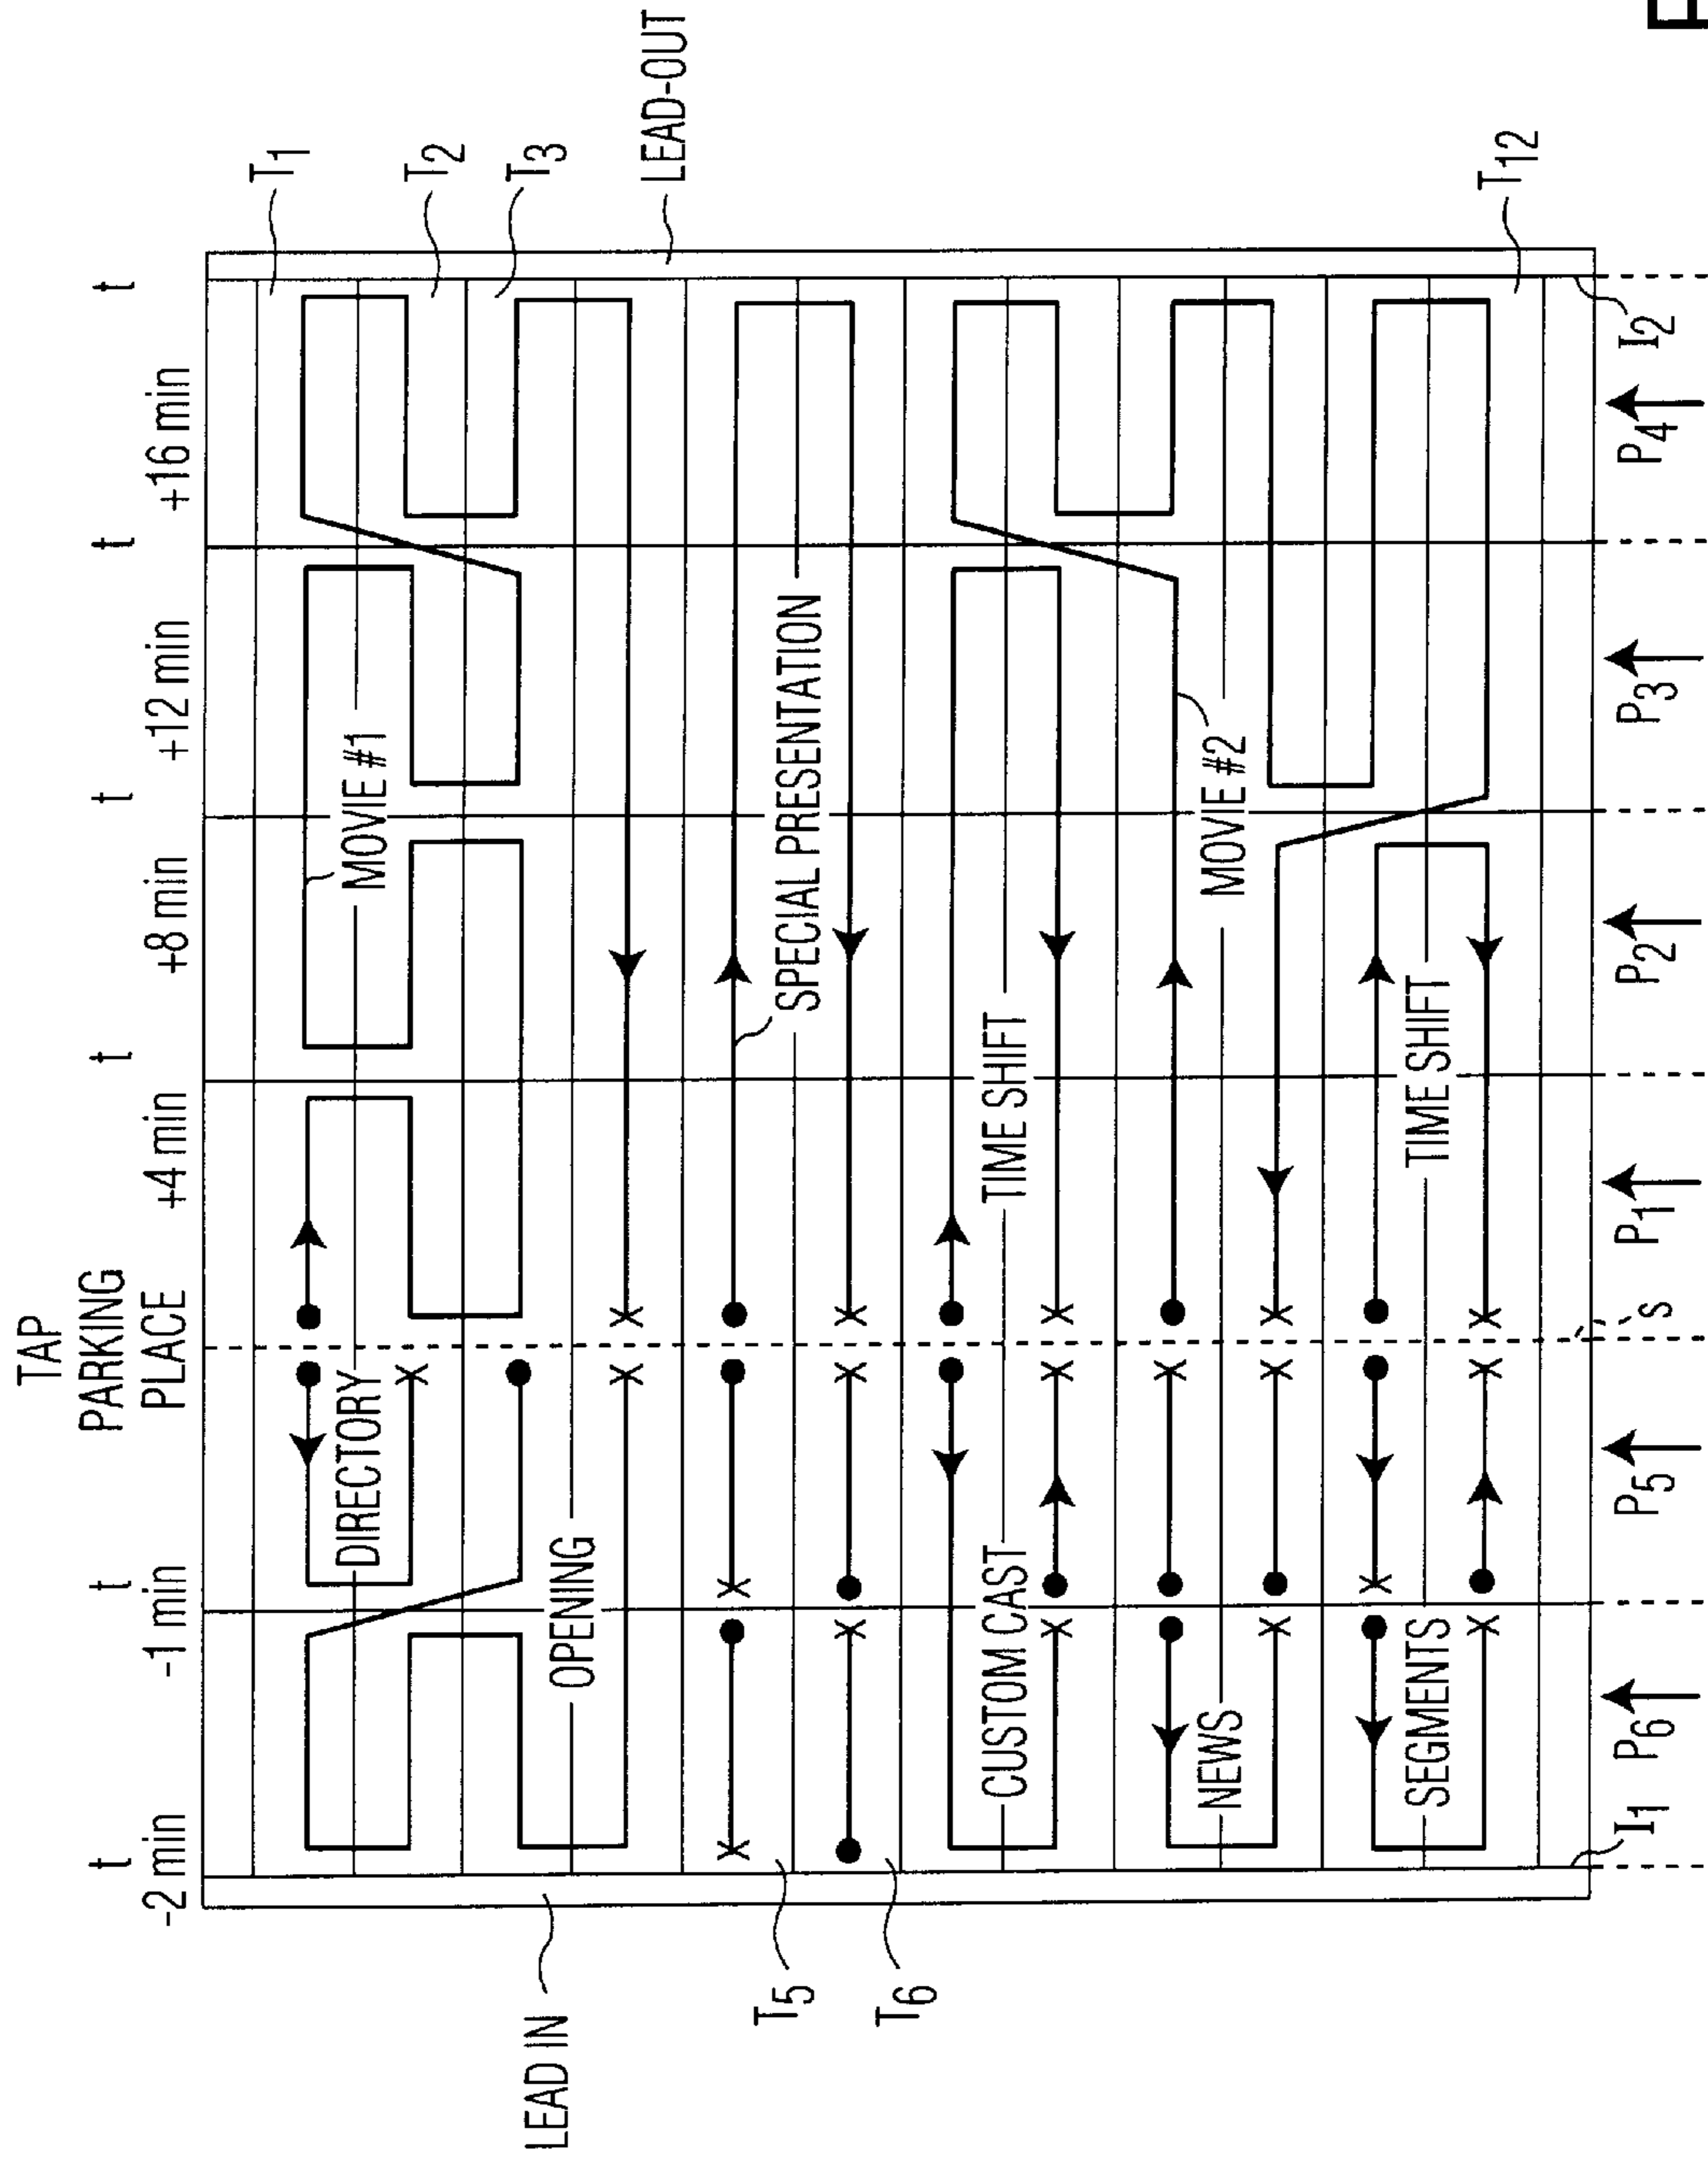 TAP
PARKING
PLACE
t
t
t
t
t
t
-2 min
-1 min
+4 min
+8 min
+12 min
+16 min
LEAD IN
LEAD-OUT
T1
T2
T3
T5
T6
T12
DIRECTORY
MOVIE #1
OPENING
SPECIAL PRESENTATION
CUSTOM CAST
TIME SHIFT
NEWS
MOVIE #2
SEGMENTS
TIME SHIFT
I1
P6
P5
S
P1
P2
P3
P4
I2